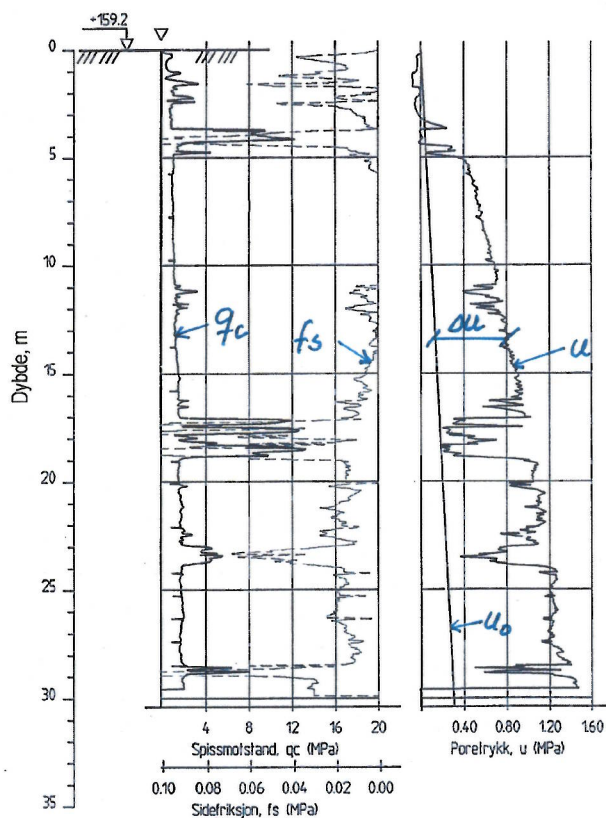 +159.2
0
5
10
15
20
25
30
35
Dybde, m
qc
fs
Δu
u
u0
4 8 12 16 20
Spissmotstand, qc (MPa)
0.10 0.08 0.06 0.04 0.02 0.00
Sidefriksjon, fs (MPa)
0.40 0.80 1.20 1.60
Poretrykk, u (MPa)